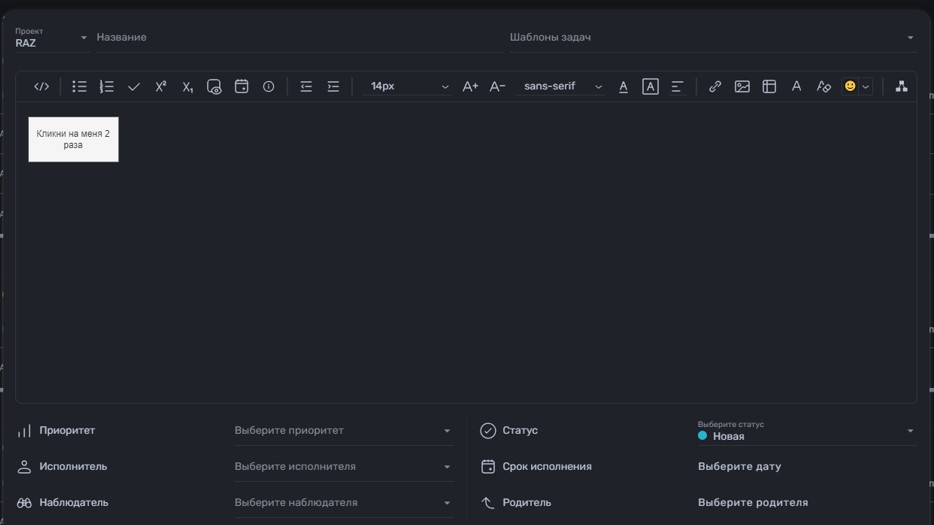 Проект
RAZ
Название
Шаблоны задач
14px
A+
A−
sans-serif
Кликни на меня 2
раза
Приоритет
Выберите приоритет
Статус
Выберите статус
Новая
Исполнитель
Выберите исполнителя
Срок исполнения
Выберите дату
Наблюдатель
Выберите наблюдателя
Родитель
Выберите родителя